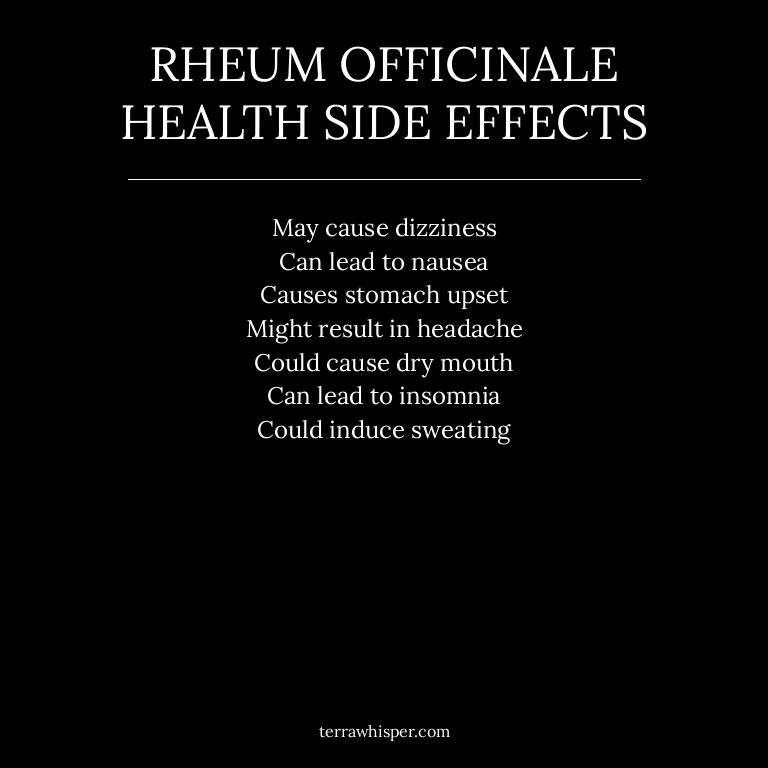 RHEUM OFFICINALE
HEALTH SIDE EFFECTS
May cause dizziness
Can lead to nausea
Causes stomach upset
Might result in headache
Could cause dry mouth
Can lead to insomnia
Could induce sweating
terrawhisper.com